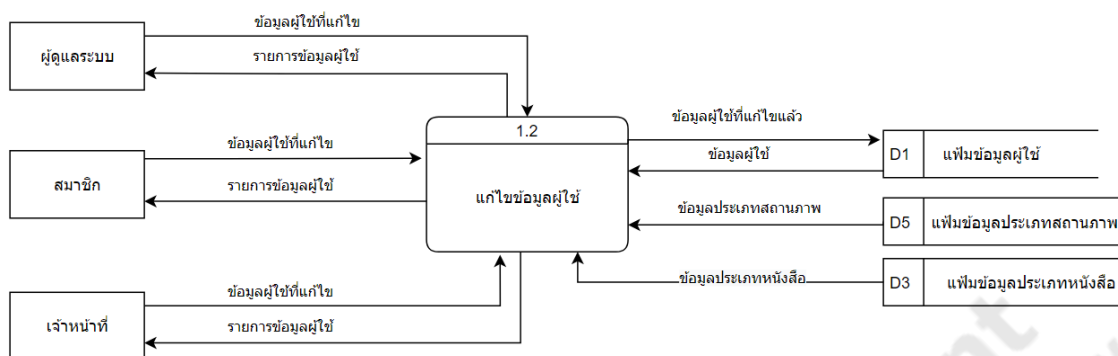 ข้อมูลผู้ใช้ที่แก้ไข
ผู้ดูแลระบบ
รายการข้อมูลผู้ใช้
1.2
แก้ไขข้อมูลผู้ใช้
ข้อมูลผู้ใช้ที่แก้ไขแล้ว
D1 แฟ้มข้อมูลผู้ใช้
ข้อมูลผู้ใช้
ข้อมูลผู้ใช้ที่แก้ไข
สมาชิก
รายการข้อมูลผู้ใช้
ข้อมูลประเภทสถานภาพ
D5 แฟ้มข้อมูลประเภทสถานภาพ
ข้อมูลประเภทหนังสือ
D3 แฟ้มข้อมูลประเภทหนังสือ
ข้อมูลผู้ใช้ที่แก้ไข
เจ้าหน้าที่
รายการข้อมูลผู้ใช้